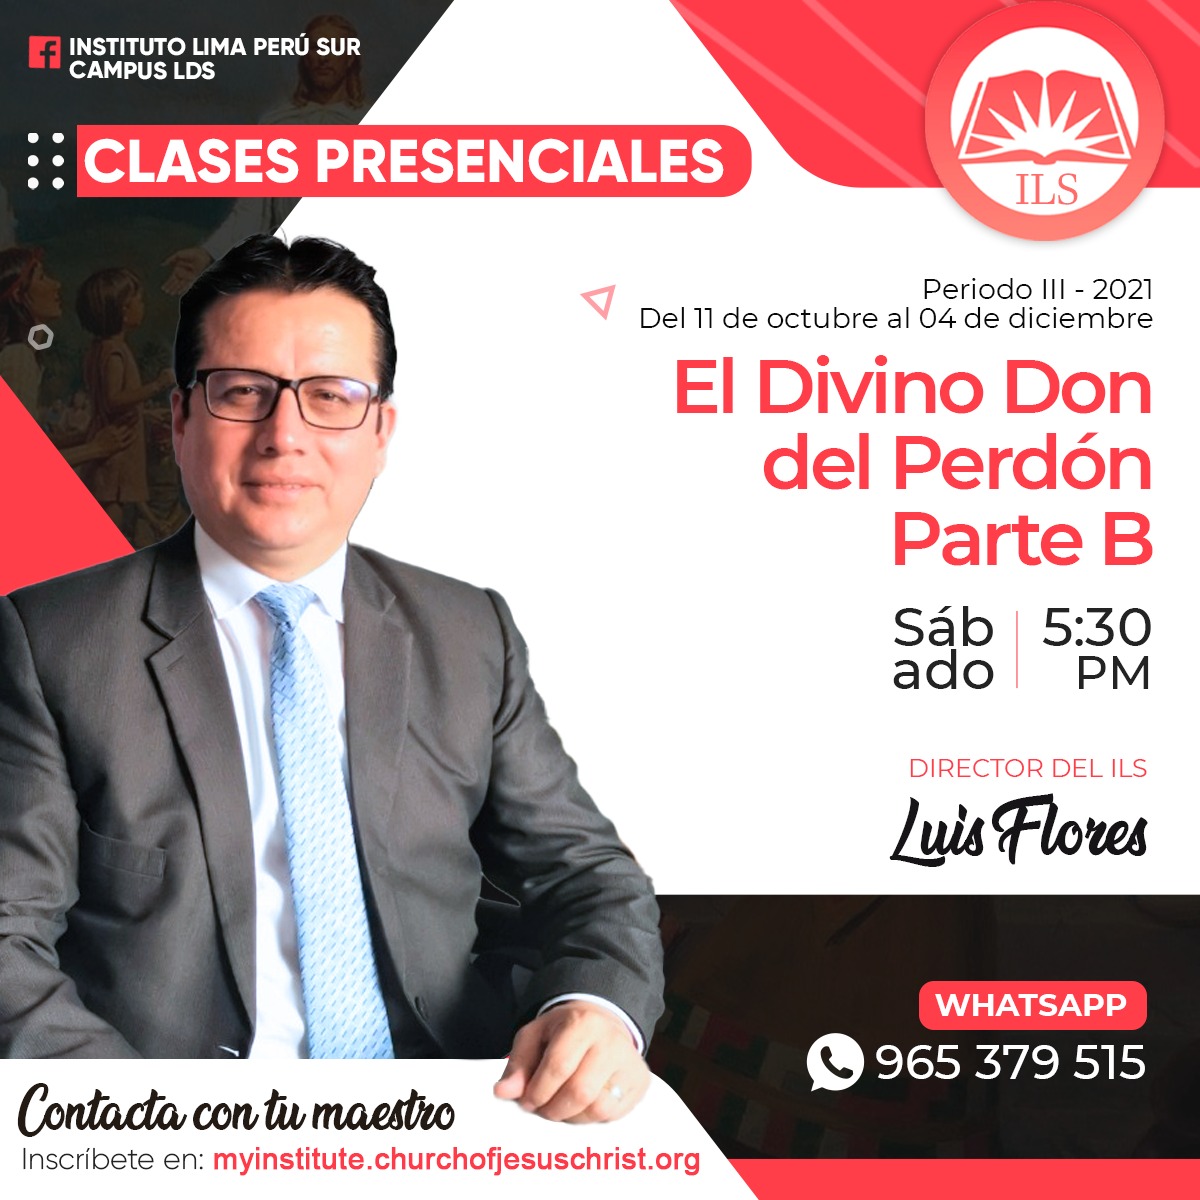 INSTITUTO LIMA PERÚ SUR
CAMPUS LDS
CLASES PRESENCIALES
ILS
Periodo III - 2021
Del 11 de octubre al 04 de diciembre
El Divino Don
del Perdón
Parte B
Sáb
ado
5:30
PM
DIRECTOR DEL ILS
Luis Flores
WHATSAPP
965 379 515
Contacta con tu maestro
Inscríbete en: myinstitute.churchofjesuschrist.org